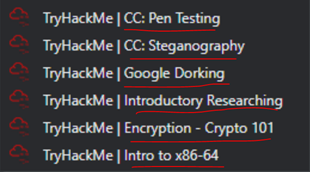 TryHackMe | CC: Pen Testing
TryHackMe | CC: Steganography
TryHackMe | Google Dorking
TryHackMe | Introductory Researching
TryHackMe | Encryption - Crypto 101
TryHackMe | Intro to x86-64